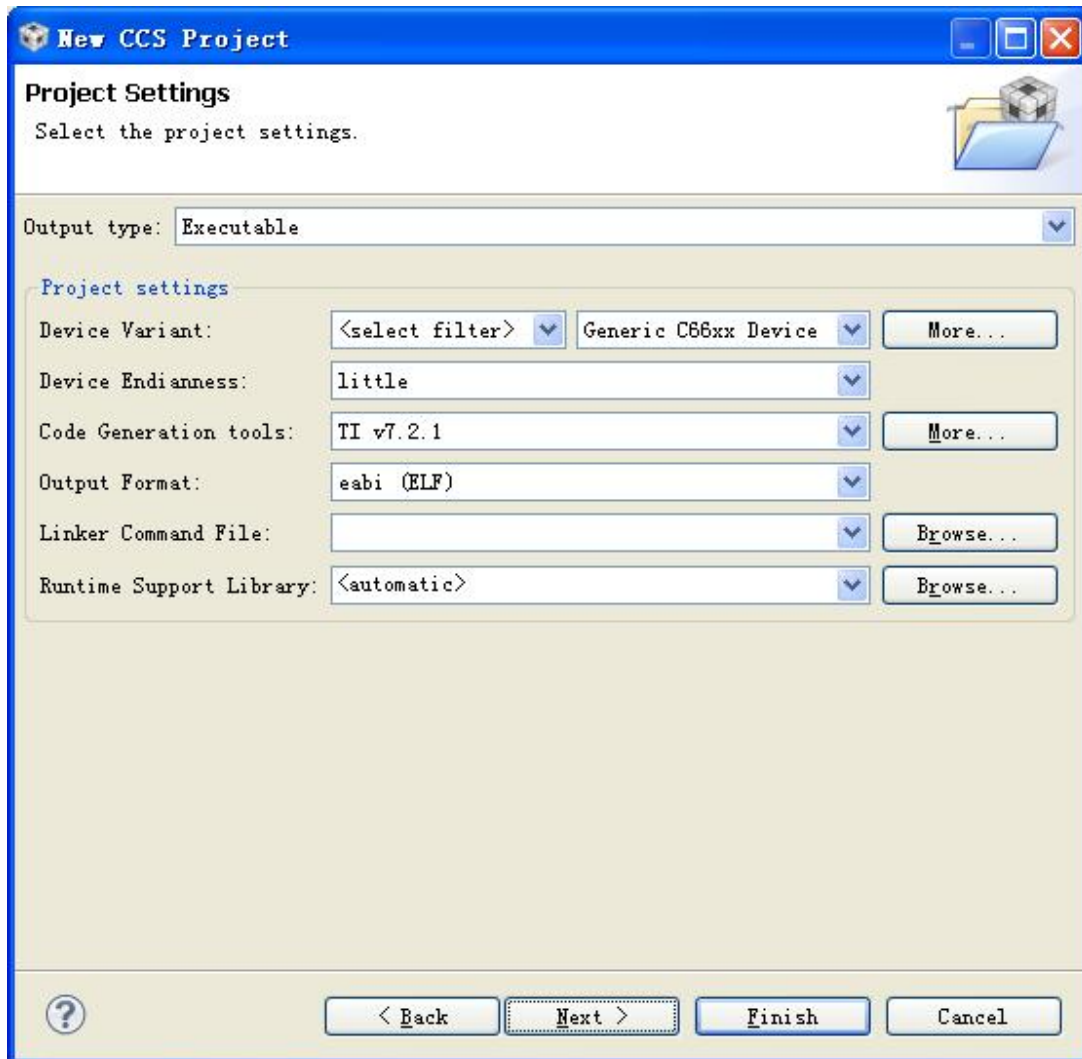 New CCS Project
Project Settings
Select the project settings.
Output type: Executable
Project settings
Device Variant: <select filter> Generic C66xx Device More...
Device Endianness: little
Code Generation tools: TI v7.2.1 More...
Output Format: eabi (ELF)
Linker Command File: Browse...
Runtime Support Library: <automatic> Browse...
? < Back Next > Finish Cancel